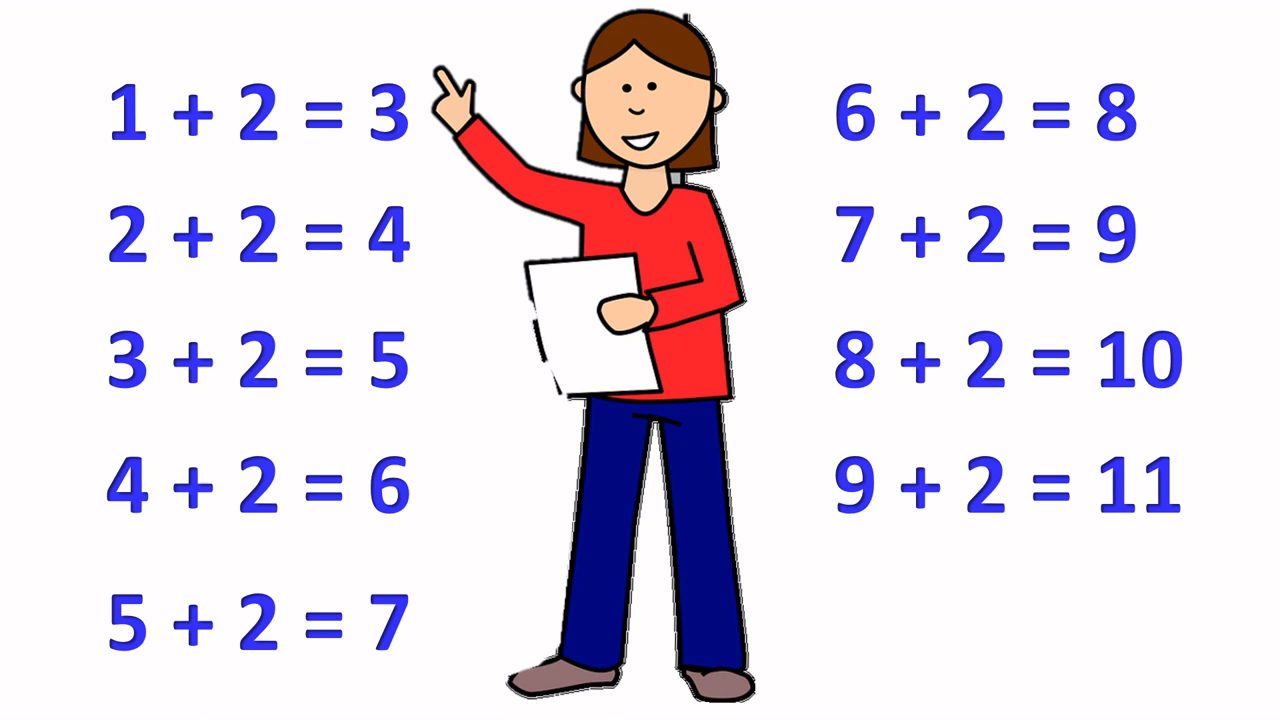 1 + 2 = 3
2 + 2 = 4
3 + 2 = 5
4 + 2 = 6
5 + 2 = 7
6 + 2 = 8
7 + 2 = 9
8 + 2 = 10
9 + 2 = 11